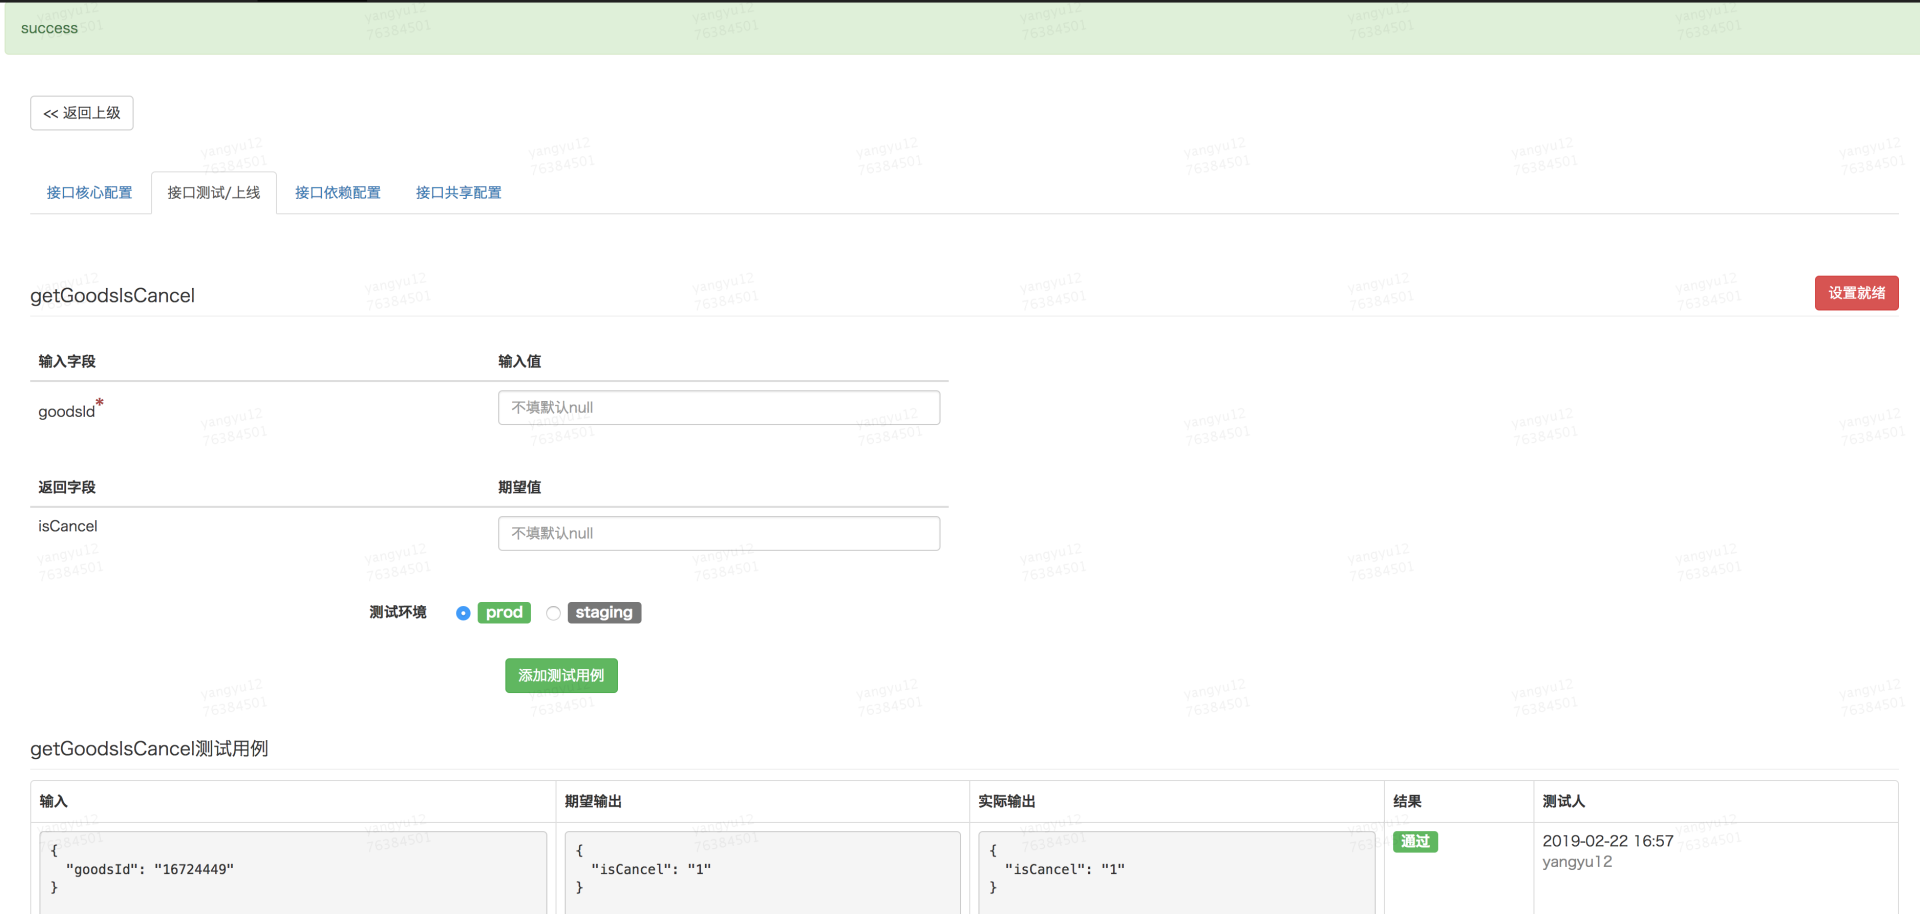 success
<< 返回上级
接口核心配置 接口测试/上线 接口依赖配置 接口共享配置
getGoodsIsCancel 设置就绪
输入字段 输入值
goodsId* 不填默认null
返回字段 期望值
isCancel 不填默认null
测试环境 prod staging
添加测试用例
getGoodsIsCancel测试用例
输入 期望输出 实际输出 结果 测试人
{
"goodsId": "16724449"
}
{
"isCancel": "1"
}
{
"isCancel": "1"
}
通过
2019-02-22 16:57
yangyu12
yangyu12
76384501